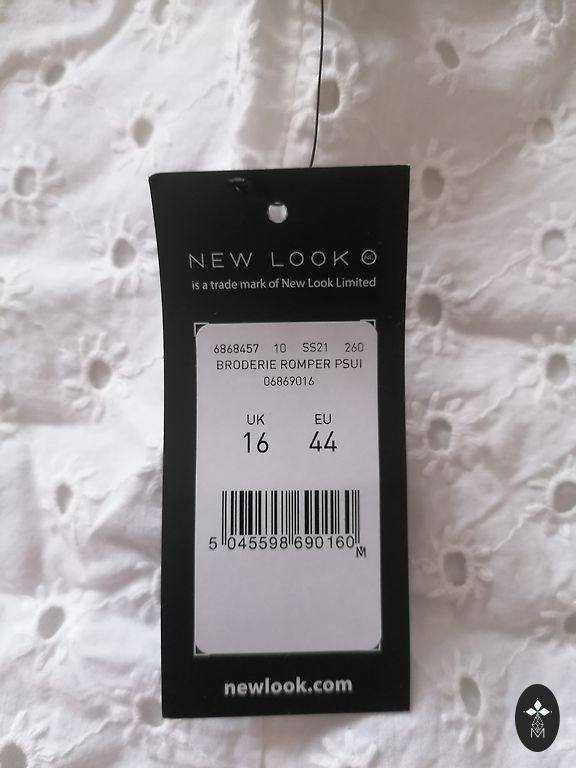 NEW LOOK NL
is a trade mark of New Look Limited
6868457 10 SS21 260
BRODERIE ROMPER PSUI
06869016
UK EU
16 44
5 045598 690160 M
newlook.com
M